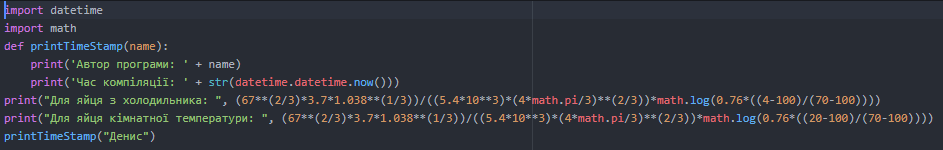 import datetime
import math
def printTimeStamp(name):
    print('Автор програми: ' + name)
    print('Час компіляції: ' + str(datetime.datetime.now()))
print("Для яйця з холодильника: ", (67**(2/3)*3.7*1.038**(1/3))/((5.4*10**3)*(4*math.pi/3)**(2/3))*math.log(0.76*((4-100)/(70-100))))
print("Для яйця кімнатної температури: ", (67**(2/3)*3.7*1.038**(1/3))/((5.4*10**3)*(4*math.pi/3)**(2/3))*math.log(0.76*((20-100)/(70-100))))
printTimeStamp("Денис")